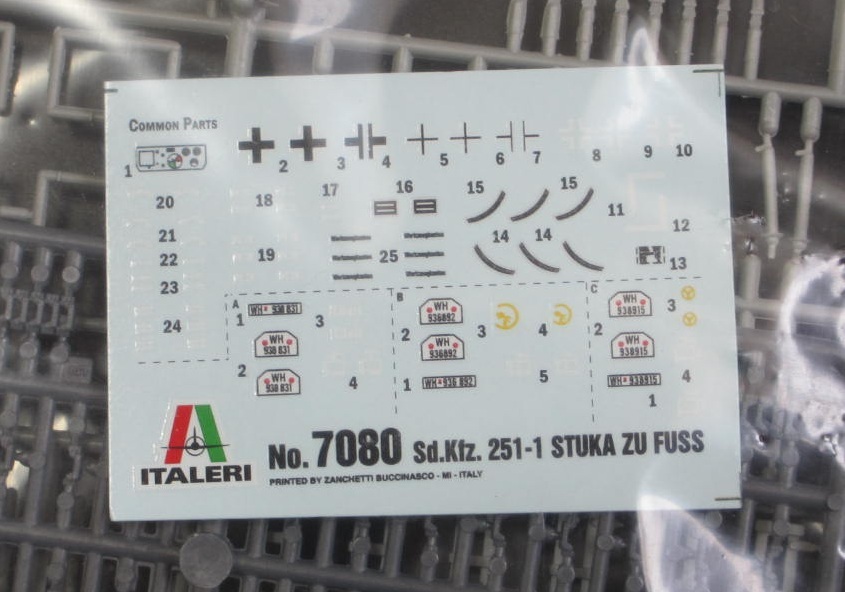 COMMON PARTS
1 2 3 4 5 6 7 8 9 10
20 18 17 16 15 15 11 12
21 22 19 25 14 14 13
23
24
A
1 WH 938 831 3
WH
938 831
2 WH
938 831
4
B
WH
936892
2 3 4
WH
936892
1 WH 936 892 5
C
WH
938915
3
2
WH
938915
WH 938915 4
1
ITALERI
No. 7080 Sd.Kfz. 251-1 STUKA ZU FUSS
PRINTED BY ZANCHETTI BUCCINASCO - MI - ITALY